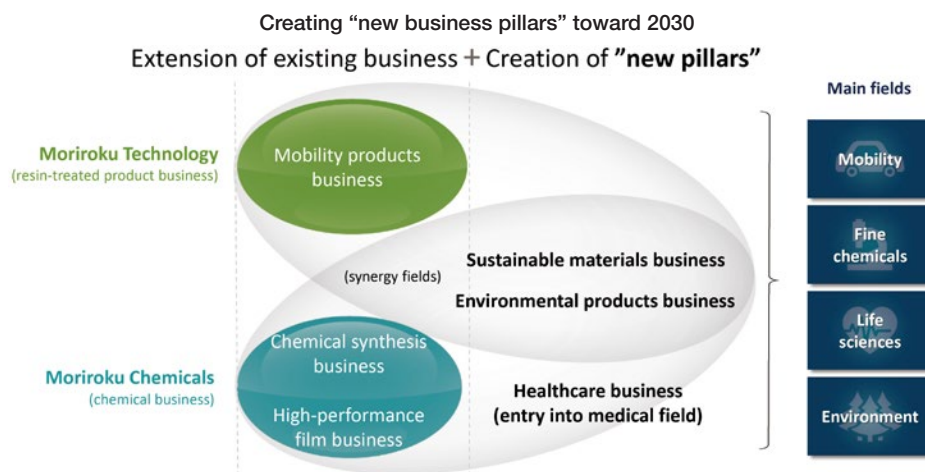 Creating “new business pillars” toward 2030
Extension of existing business + Creation of ”new pillars”
Main fields
Moriroku Technology
(resin-treated product business)
Mobility products
business
(synergy fields)
Sustainable materials business
Environmental products business
Moriroku Chemicals
(chemical business)
Chemical synthesis
business
High-performance
film business
Healthcare business
(entry into medical field)
Mobility
Fine
chemicals
Life
sciences
Environment